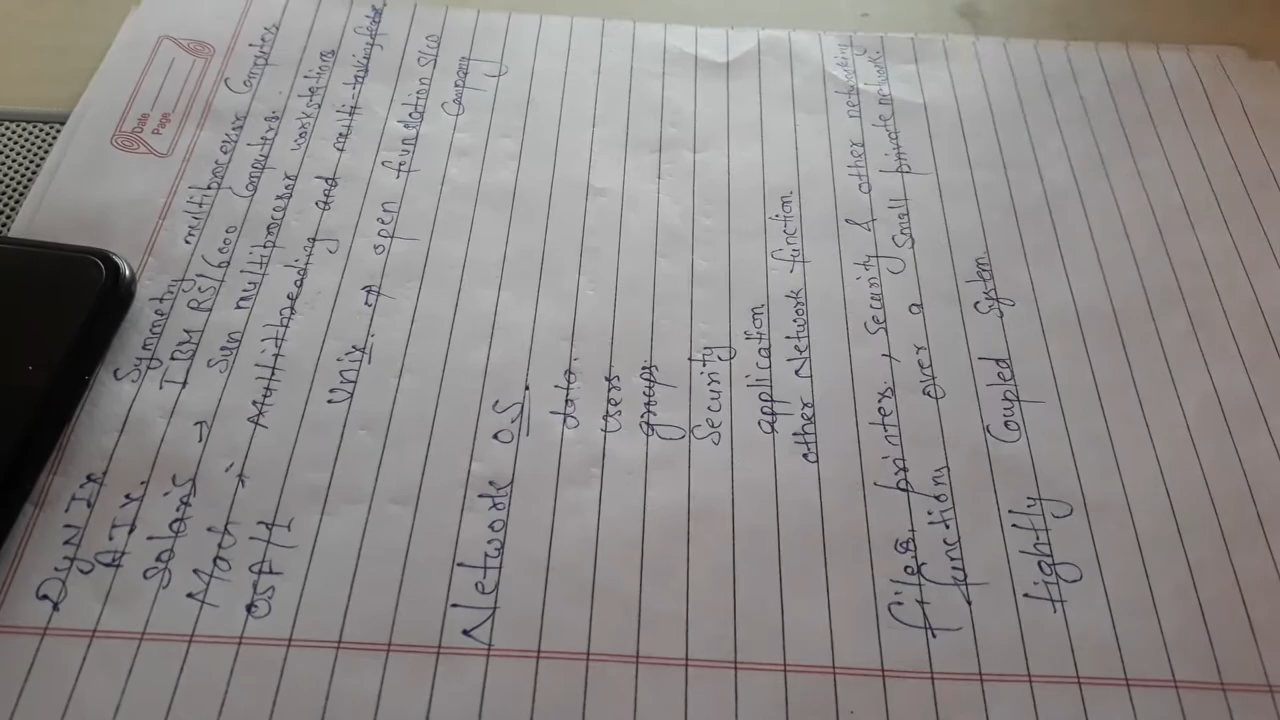 Date
Page
DyNIX. Symmetry multiprocessor Computes
AIX. IBM RS/6000 Computers.
Solaris → Sun multiprocessor workstations
Mach → Multithreading and multi-tasking feature
OSF/1 Unix. → open foundation S/w
Company
Network OS
data.
users.
groups.
Security
application
other Network function.
files, printers, Security & other networking
functions over a small private network.
tightly Coupled System.